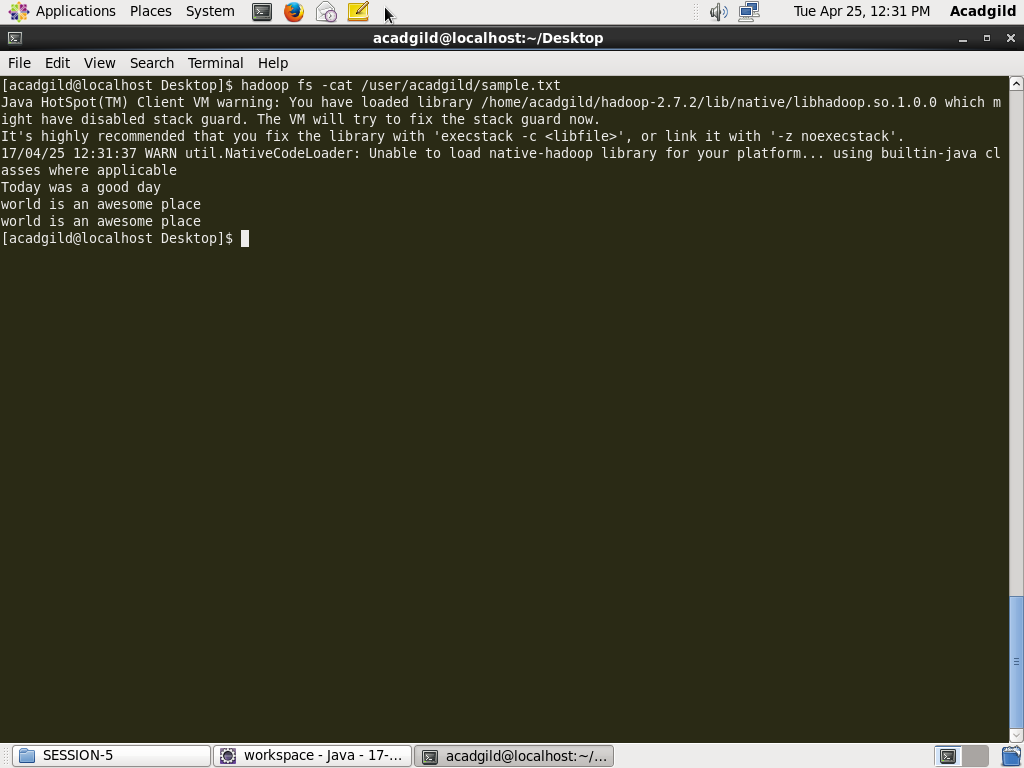 Applications Places System Tue Apr 25, 12:31 PM Acadgild
acadgild@localhost:~/Desktop
File Edit View Search Terminal Help
[acadgild@localhost Desktop]$ hadoop fs -cat /user/acadgild/sample.txt
Java HotSpot(TM) Client VM warning: You have loaded library /home/acadgild/hadoop-2.7.2/lib/native/libhadoop.so.1.0.0 which m
ight have disabled stack guard. The VM will try to fix the stack guard now.
It's highly recommended that you fix the library with 'execstack -c <libfile>', or link it with '-z noexecstack'.
17/04/25 12:31:37 WARN util.NativeCodeLoader: Unable to load native-hadoop library for your platform... using builtin-java cl
asses where applicable
Today was a good day
world is an awesome place
world is an awesome place
[acadgild@localhost Desktop]$
SESSION-5 workspace - Java - 17-... acadgild@localhost:~/...